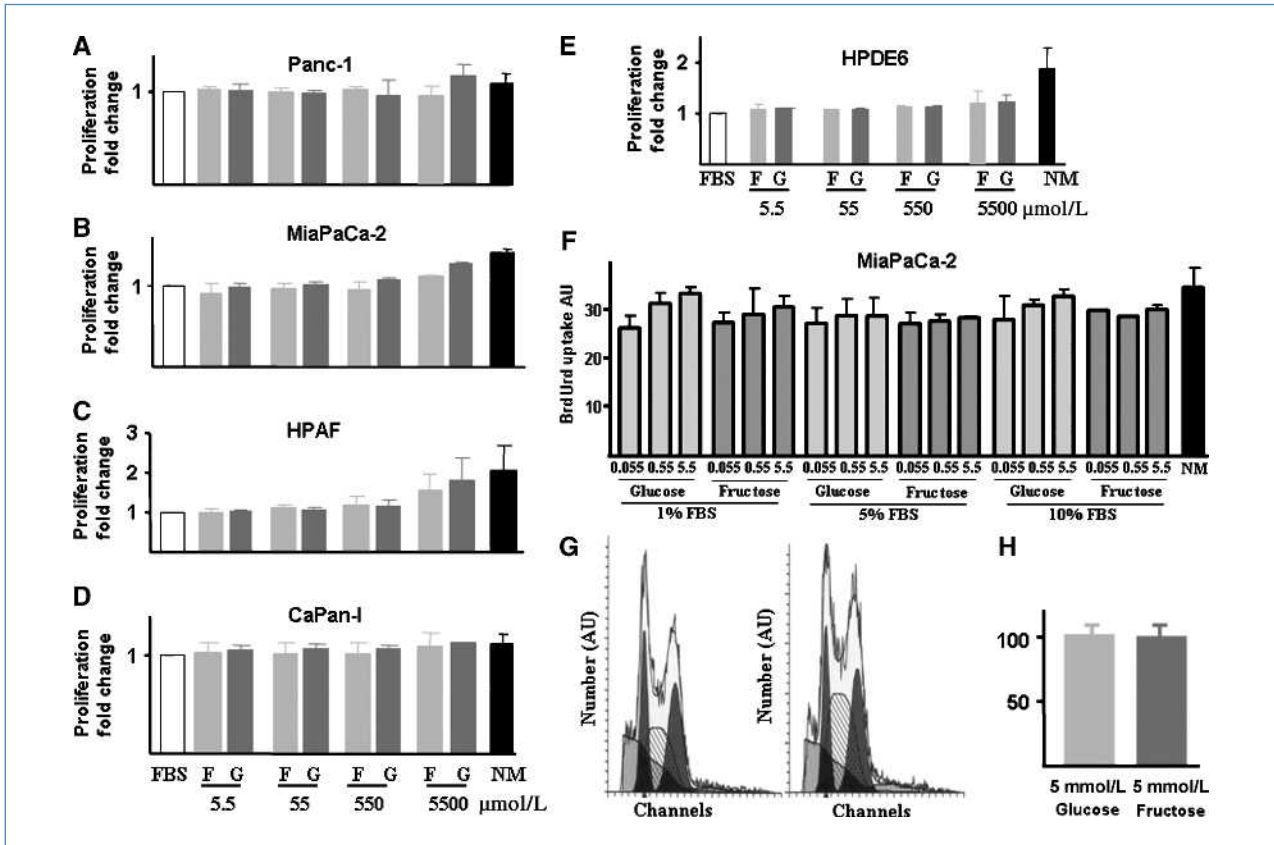 A
Panc-1
Proliferation
fold change
1
B
MiaPaCa-2
Proliferation
fold change
1
C
HPAF
Proliferation
fold change
3
2
1
D
CaPan-I
Proliferation
fold change
1
FBS F G F G F G F G NM
5.5 55 550 5500 μmol/L
E
HPDE6
Proliferation
fold change
2
1
FBS F G F G F G F G NM
5.5 55 550 5500 μmol/L
F
MiaPaCa-2
BrdUrd uptake AU
30
20
10
0.055 0.55 5.5 0.055 0.55 5.5 0.055 0.55 5.5 0.055 0.55 5.5 0.055 0.55 5.5 0.055 0.55 5.5 NM
Glucose Fructose Glucose Fructose Glucose Fructose
1% FBS 5% FBS 10% FBS
G
Number (AU)
Channels
Number (AU)
Channels
H
100
50
5 mmol/L 5 mmol/L
Glucose Fructose